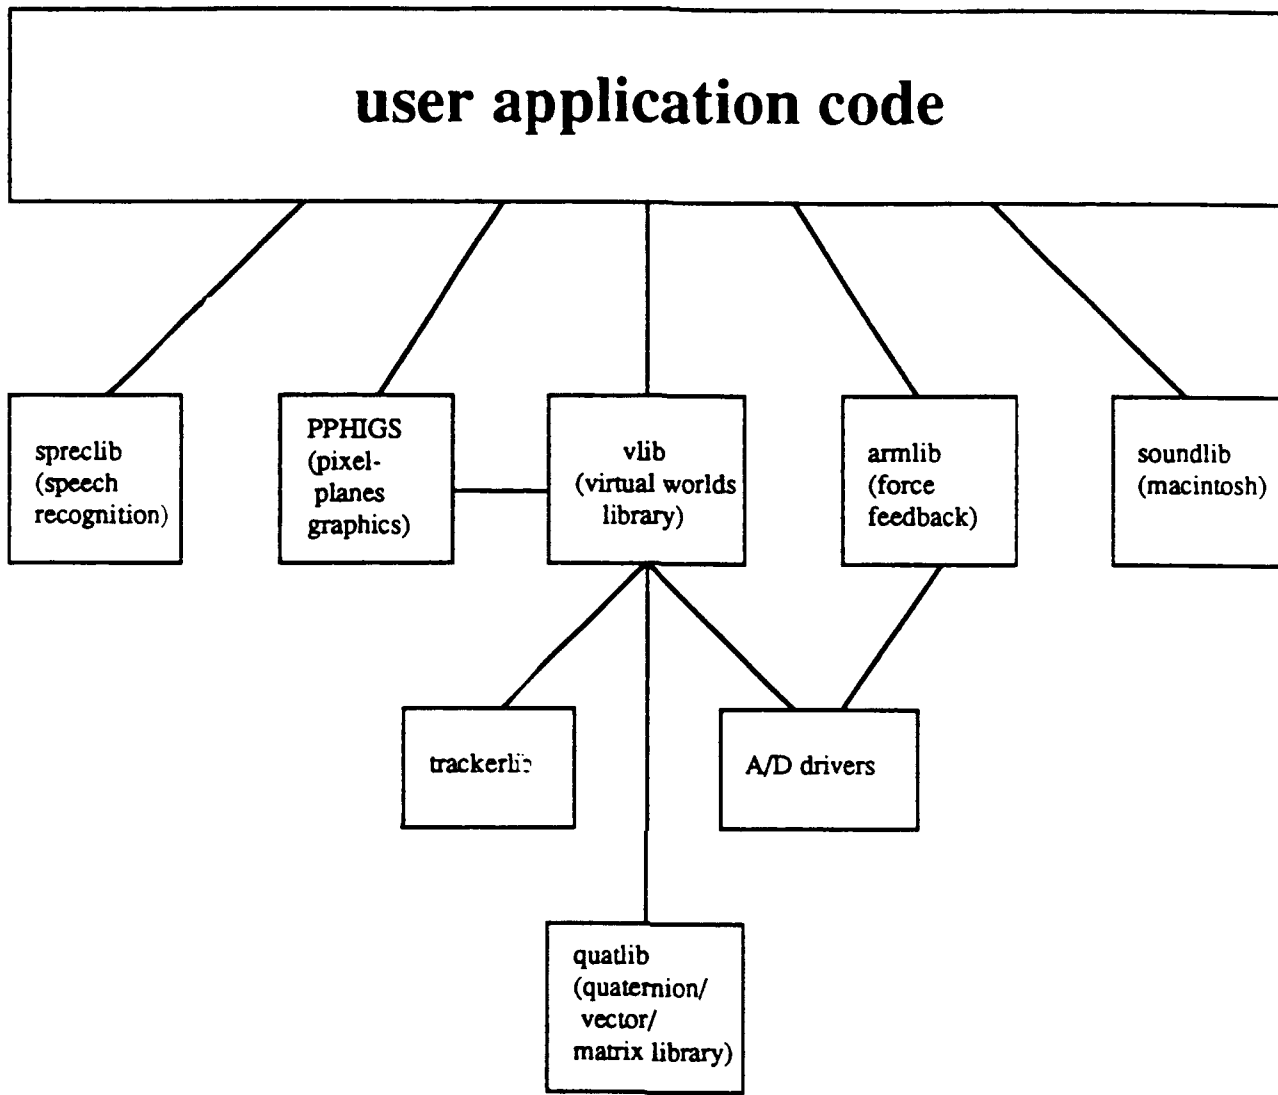 user application code
spreclib
(speech
recognition)
PPHIGS
(pixel-
planes
graphics)
vlib
(virtual worlds
library)
armlib
(force
feedback)
soundlib
(macintosh)
trackerlib
A/D drivers
quatlib
(quaternion/
vector/
matrix library)